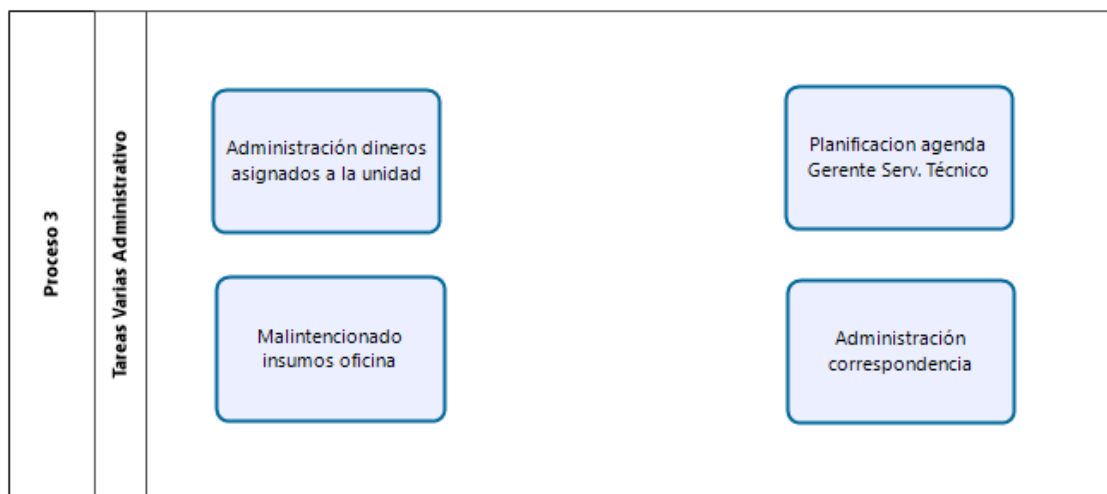 Proceso 3
Tareas Varias Administrativo
Administración dineros
asignados a la unidad
Malintencionado
insumos oficina
Planificacion agenda
Gerente Serv. Técnico
Administración
correspondencia